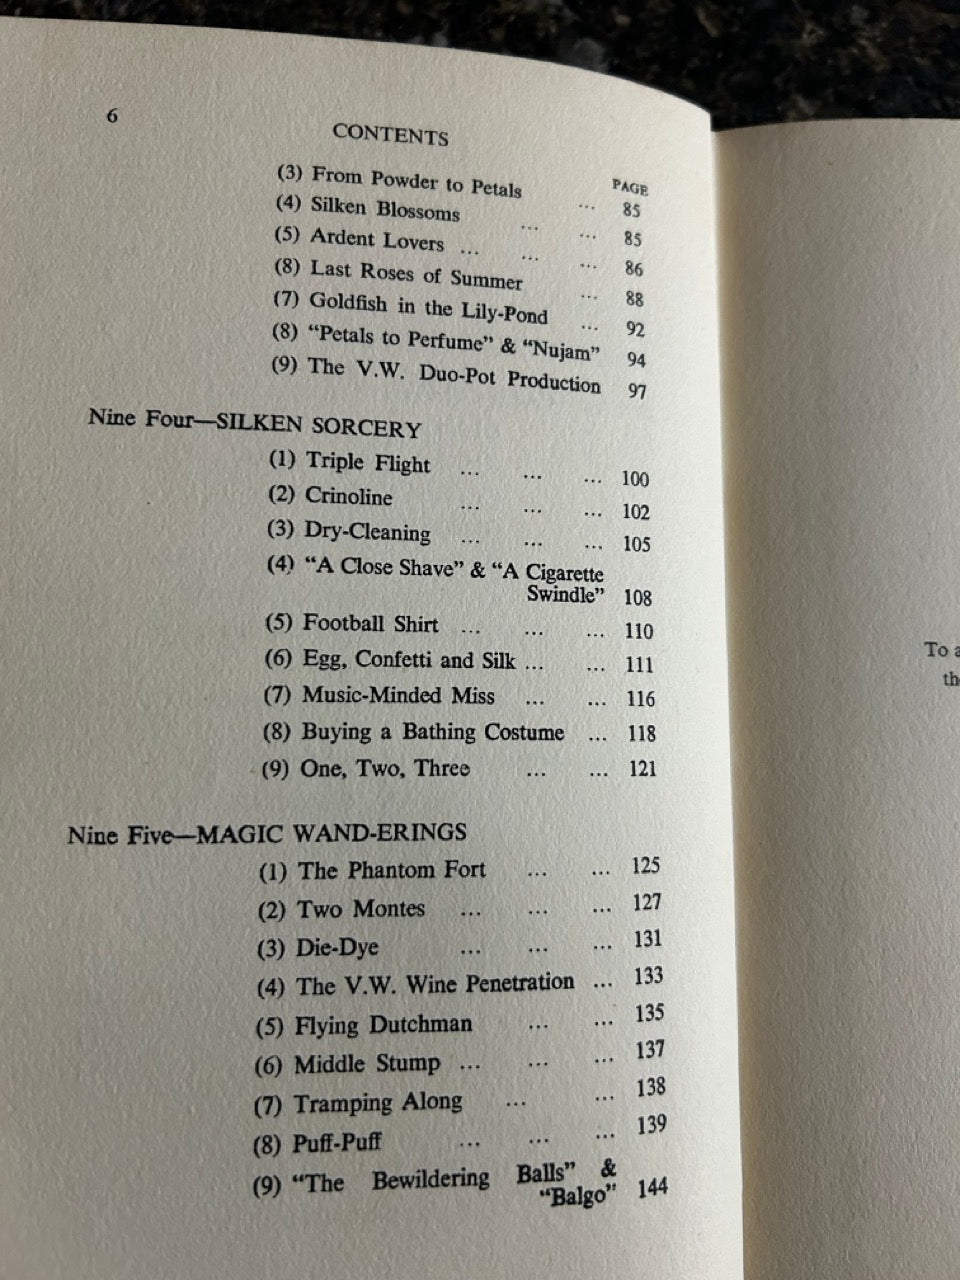 6
CONTENTS
PAGE
(3) From Powder to Petals ... 85
(4) Silken Blossoms ... ... 85
(5) Ardent Lovers ... ... ... 86
(8) Last Roses of Summer ... 88
(7) Goldfish in the Lily-Pond ... 92
(8) “Petals to Perfume” & “Nujam” 94
(9) The V.W. Duo-Pot Production 97
Nine Four—SILKEN SORCERY
(1) Triple Flight ... ... ... 100
(2) Crinoline ... ... ... 102
(3) Dry-Cleaning ... ... ... 105
(4) “A Close Shave” & “A Cigarette
Swindle” 108
(5) Football Shirt ... ... ... 110
(6) Egg, Confetti and Silk ... ... 111
(7) Music-Minded Miss ... ... 116
(8) Buying a Bathing Costume ... 118
(9) One, Two, Three ... ... 121
Nine Five—MAGIC WAND-ERINGS
(1) The Phantom Fort ... ... 125
(2) Two Montes ... ... ... 127
(3) Die-Dye ... ... ... 131
(4) The V.W. Wine Penetration ... 133
(5) Flying Dutchman ... ... 135
(6) Middle Stump ... ... ... 137
(7) Tramping Along ... ... 138
(8) Puff-Puff ... ... ... 139
(9) “The Bewildering Balls” &
“Balgo” 144
To a
th